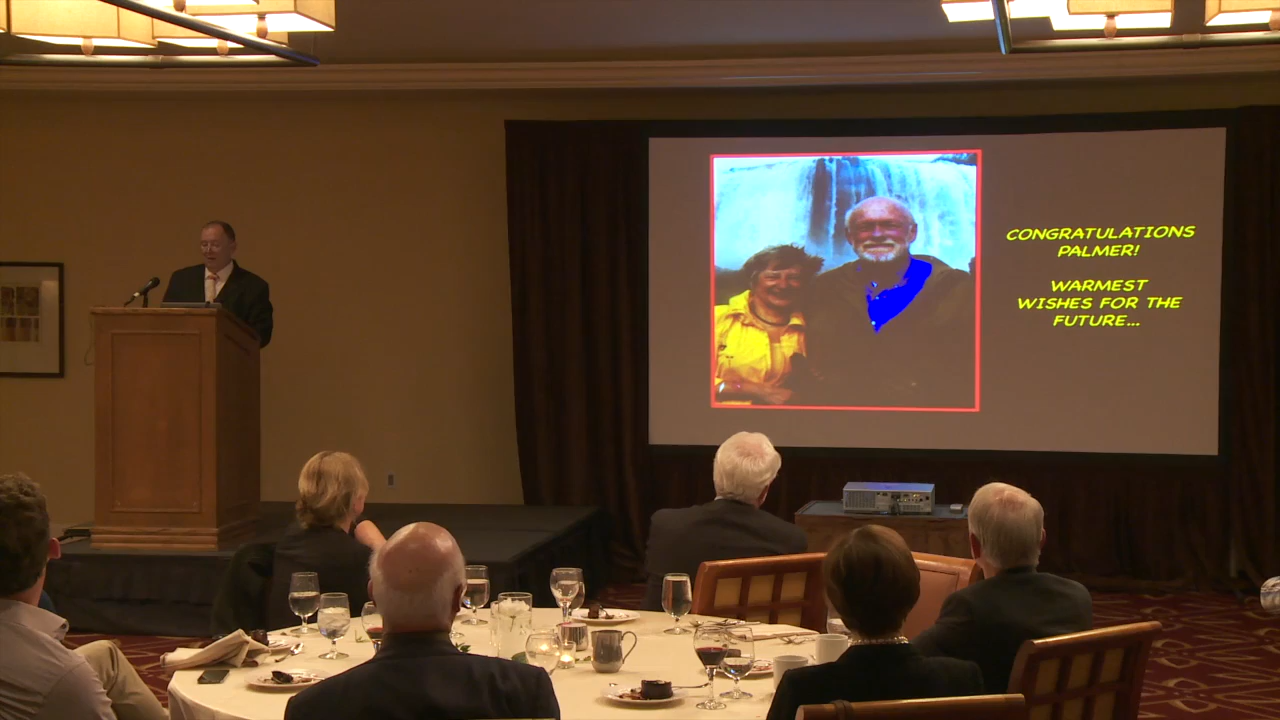 CONGRATULATIONS
PALMER!
WARMEST
WISHES FOR THE
FUTURE...